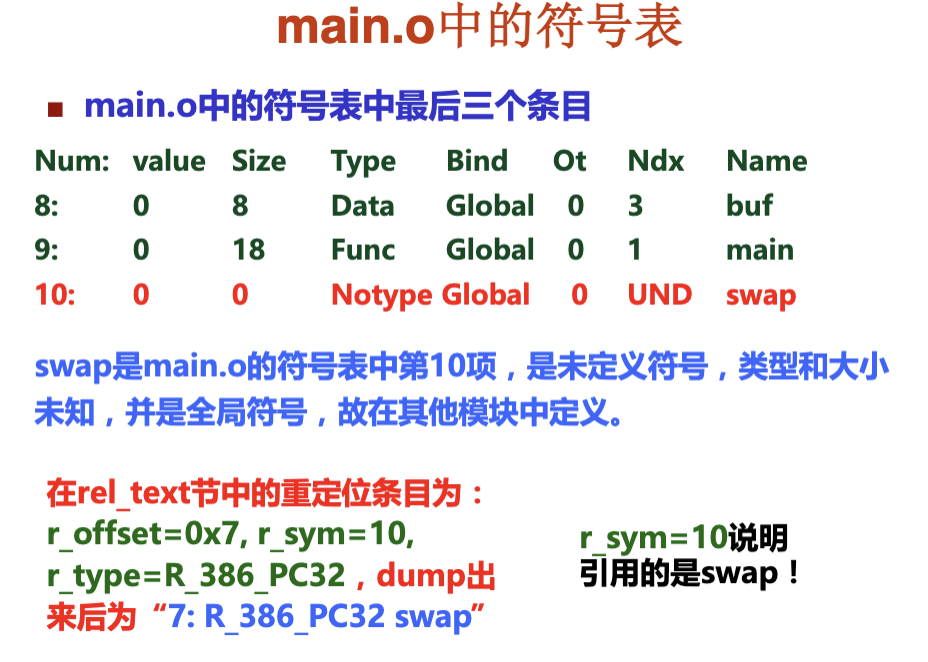 main.o中的符号表
■ main.o中的符号表中最后三个条目
Num: value Size Type Bind Ot Ndx Name
8: 0 8 Data Global 0 3 buf
9: 0 18 Func Global 0 1 main
10: 0 0 Notype Global 0 UND swap
swap是main.o的符号表中第10项，是未定义符号，类型和大小
未知，并是全局符号，故在其他模块中定义。
在rel_text节中的重定位条目为：
r_offset=0x7, r_sym=10,
r_type=R_386_PC32，dump出
来后为“7: R_386_PC32 swap”
r_sym=10说明
引用的是swap！